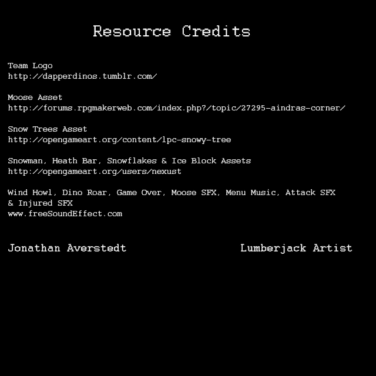 Resource Credits
Team Logo
http://dapperdinos.tumblr.com/
Moose Asset
http://forums.rpgmakerweb.com/index.php?/topic/27295-aindras-corner/
Snow Trees Asset
http://opengameart.org/content/lpc-snowy-tree
Snowman, Heath Bar, Snowflakes & Ice Block Assets
http://opengameart.org/users/nexust
Wind Howl, Dino Roar, Game Over, Moose SFX, Menu Music, Attack SFX
& Injured SFX
www.freeSoundEffect.com
Jonathan Averstedt Lumberjack Artist